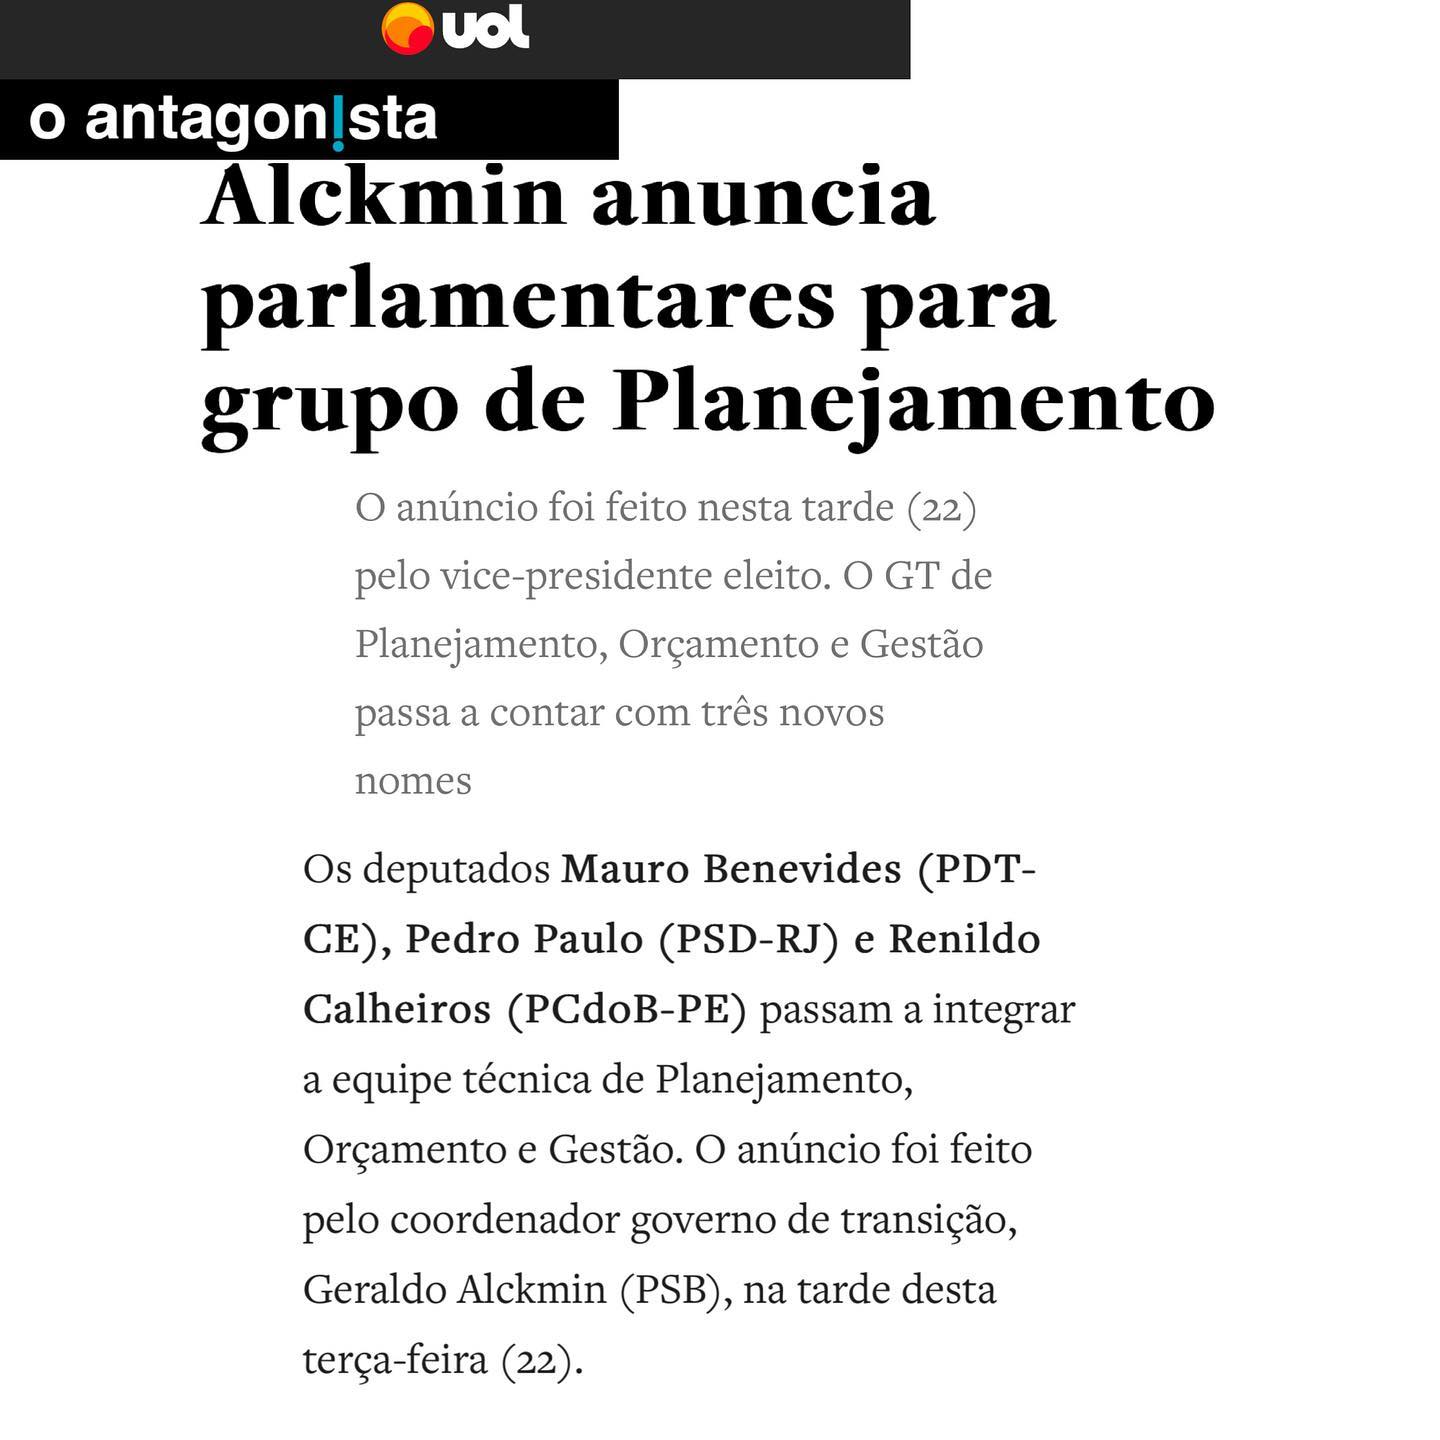 uol
o antagonista
Alckmin anuncia
parlamentares para
grupo de Planejamento
O anúncio foi feito nesta tarde (22)
pelo vice-presidente eleito. O GT de
Planejamento, Orçamento e Gestão
passa a contar com três novos
nomes
Os deputados Mauro Benevides (PDT-
CE), Pedro Paulo (PSD-RJ) e Renildo
Calheiros (PCdoB-PE) passam a integrar
a equipe técnica de Planejamento,
Orçamento e Gestão. O anúncio foi feito
pelo coordenador governo de transição,
Geraldo Alckmin (PSB), na tarde desta
terça-feira (22).